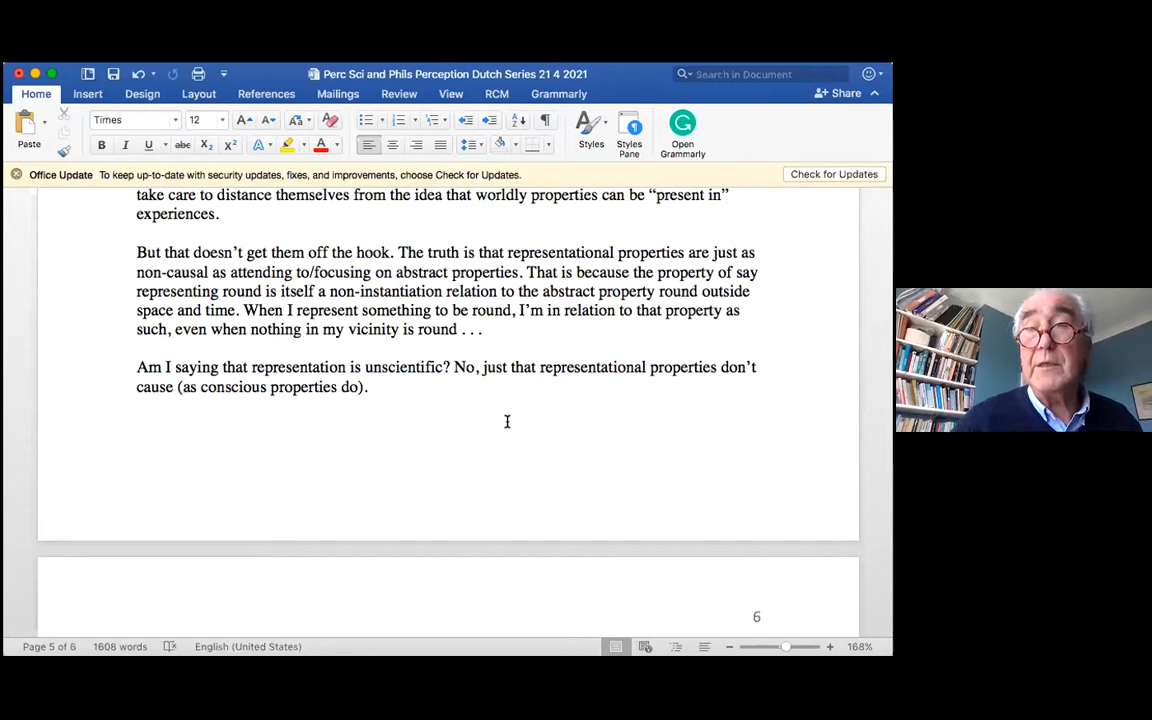 Perc Sci and Phils Perception Dutch Series 21 4 2021
Search in Document
Home Insert Design Layout References Mailings Review View RCM Grammarly
Share
Paste
Times 12
B I U abc X₂ X²
Styles
Styles Pane
Open Grammarly
Office Update To keep up-to-date with security updates, fixes, and improvements, choose Check for Updates.
Check for Updates
take care to distance themselves from the idea that worldly properties can be “present in”
experiences.
But that doesn’t get them off the hook. The truth is that representational properties are just as
non-causal as attending to/focusing on abstract properties. That is because the property of say
representing round is itself a non-instantiation relation to the abstract property round outside
space and time. When I represent something to be round, I’m in relation to that property as
such, even when nothing in my vicinity is round . . .
Am I saying that representation is unscientific? No, just that representational properties don’t
cause (as conscious properties do).
6
Page 5 of 6 1608 words English (United States) 168%